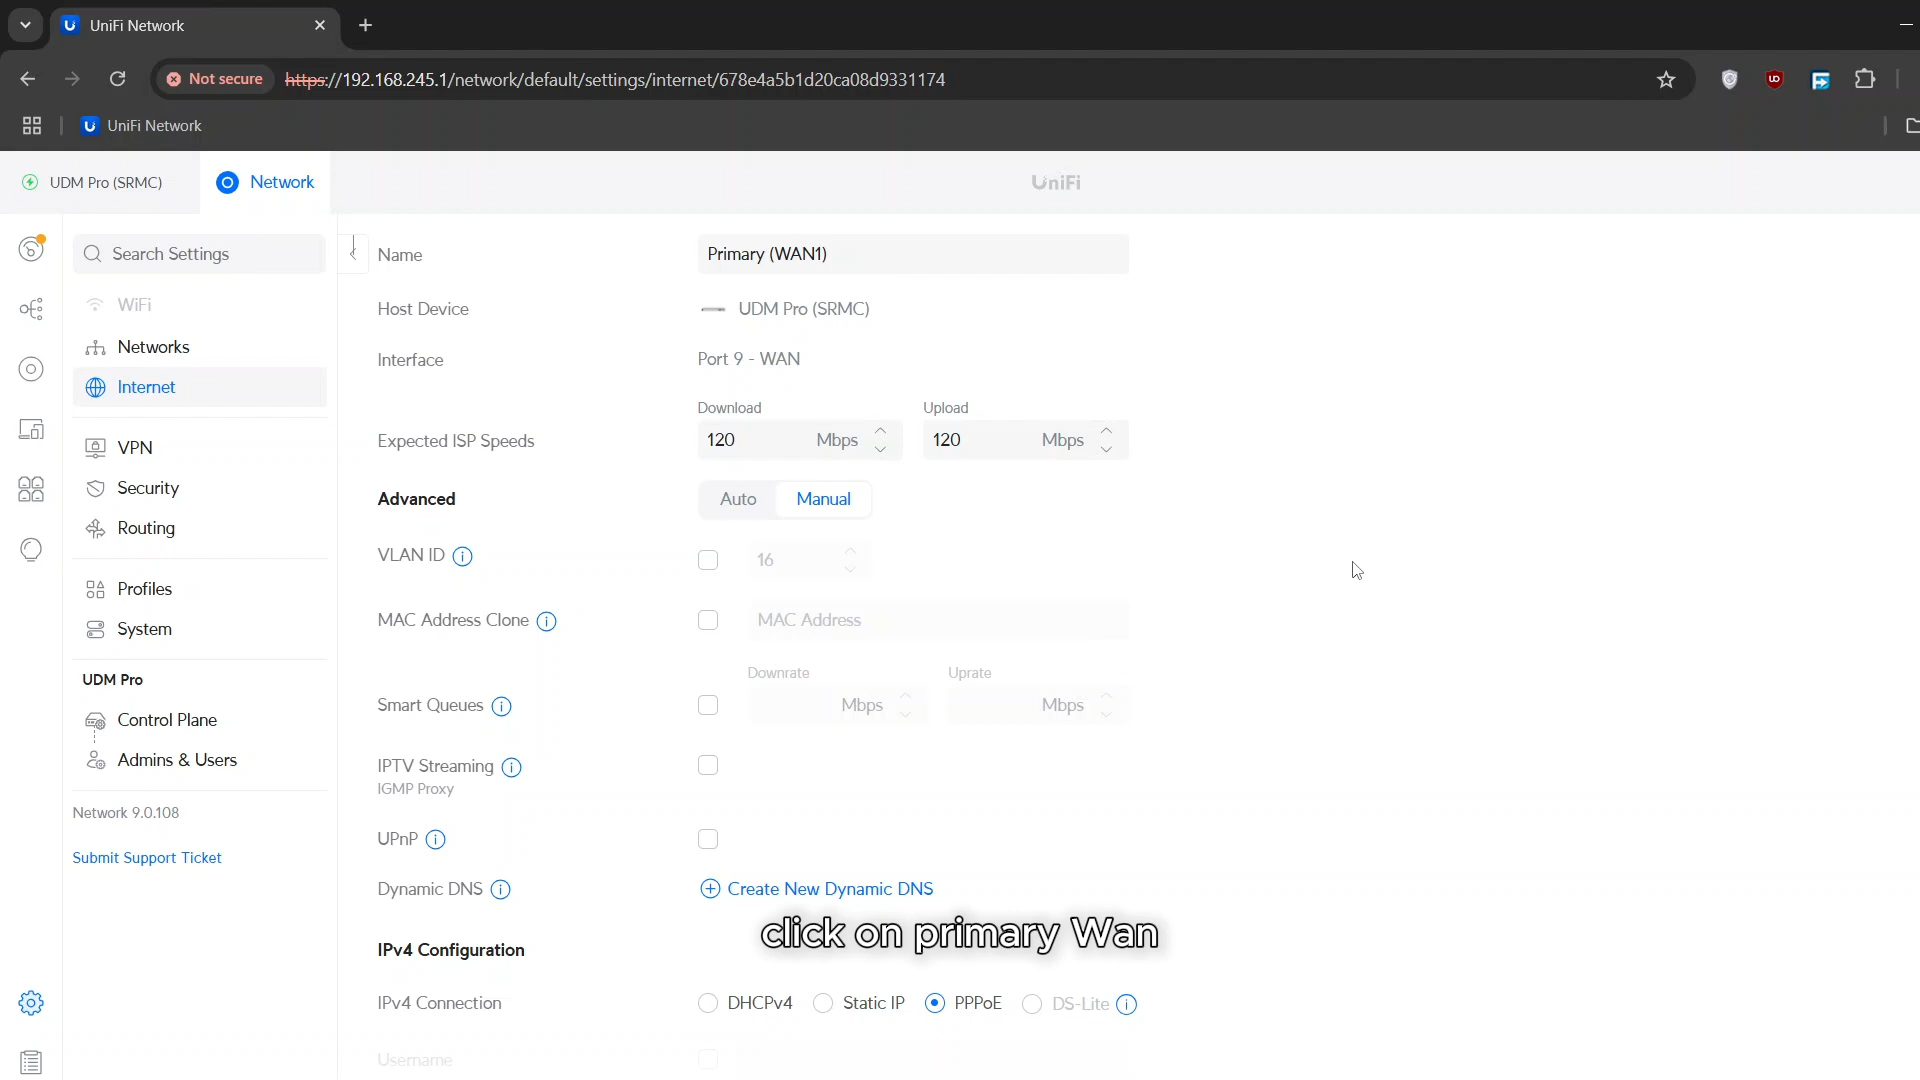 UniFi Network
Not secure https://192.168.245.1/network/default/settings/internet/678e4a5b1d20ca08d9331174
UniFi Network
UDM Pro (SRMC) Network UniFi
Search Settings
WiFi
Networks
Internet
VPN
Security
Routing
Profiles
System
UDM Pro
Control Plane
Admins & Users
Network 9.0.108
Submit Support Ticket
Name Primary (WAN1)
Host Device UDM Pro (SRMC)
Interface Port 9 - WAN
Download Upload
Expected ISP Speeds 120 Mbps 120 Mbps
Advanced Auto Manual
VLAN ID 16
MAC Address Clone MAC Address
Downrate Uprate
Smart Queues Mbps Mbps
IPTV Streaming
IGMP Proxy
UPnP
Dynamic DNS Create New Dynamic DNS
click on primary Wan
IPv4 Configuration
IPv4 Connection DHCPv4 Static IP PPPoE DS-Lite
Username